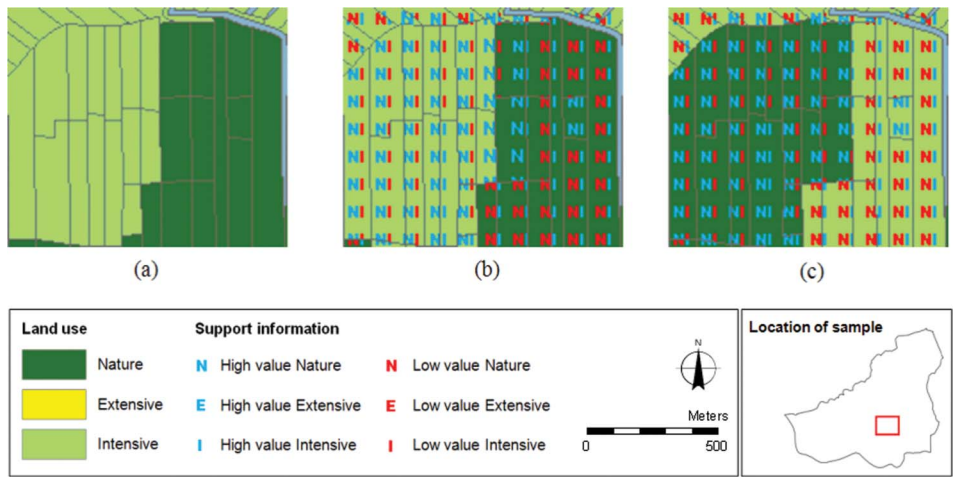 (a)
(b)
(c)
Land use
Nature
Extensive
Intensive
Support information
N High value Nature
N Low value Nature
E High value Extensive
E Low value Extensive
I High value Intensive
I Low value Intensive
N
Meters
0 500
Location of sample